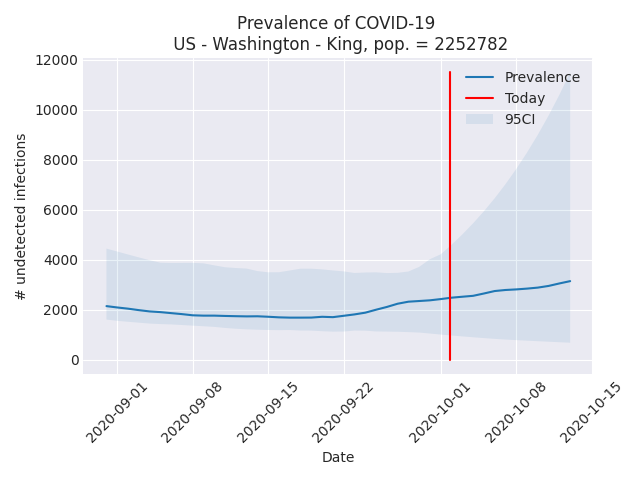 Prevalence of COVID-19
US - Washington - King, pop. = 2252782
12000
10000
8000
6000
4000
2000
0
# undetected infections
Prevalence
Today
95CI
2020-09-01
2020-09-08
2020-09-15
2020-09-22
2020-10-01
2020-10-08
2020-10-15
Date